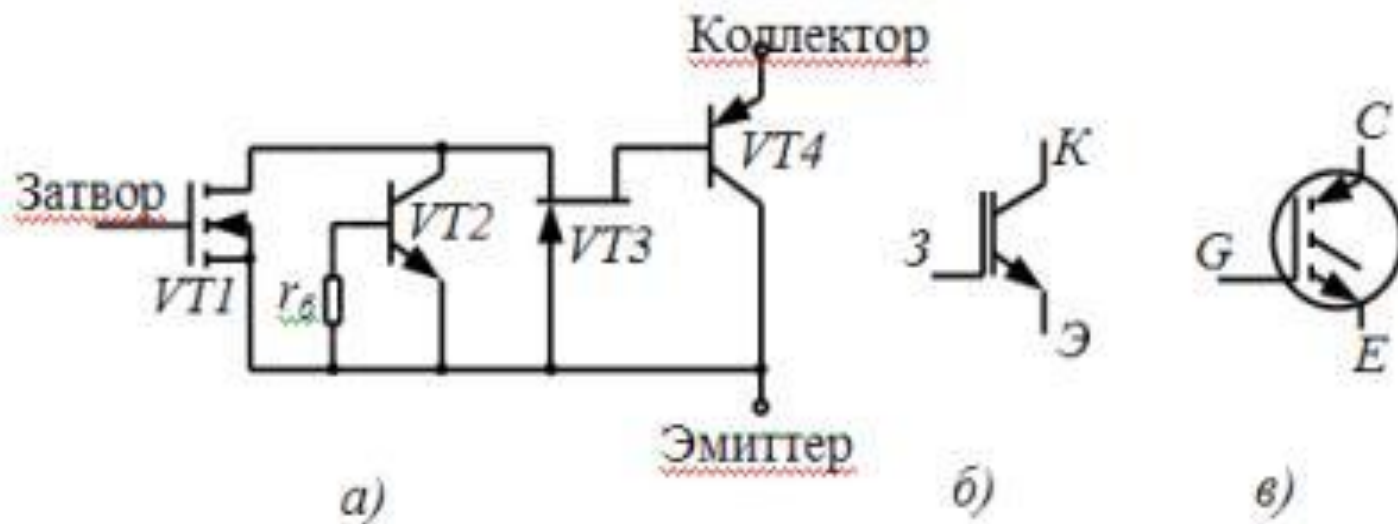 Коллектор
Затвор
VT1
rб
VT2
VT3
VT4
Эмиттер
а)
К
З
Э
б)
C
G
E
в)